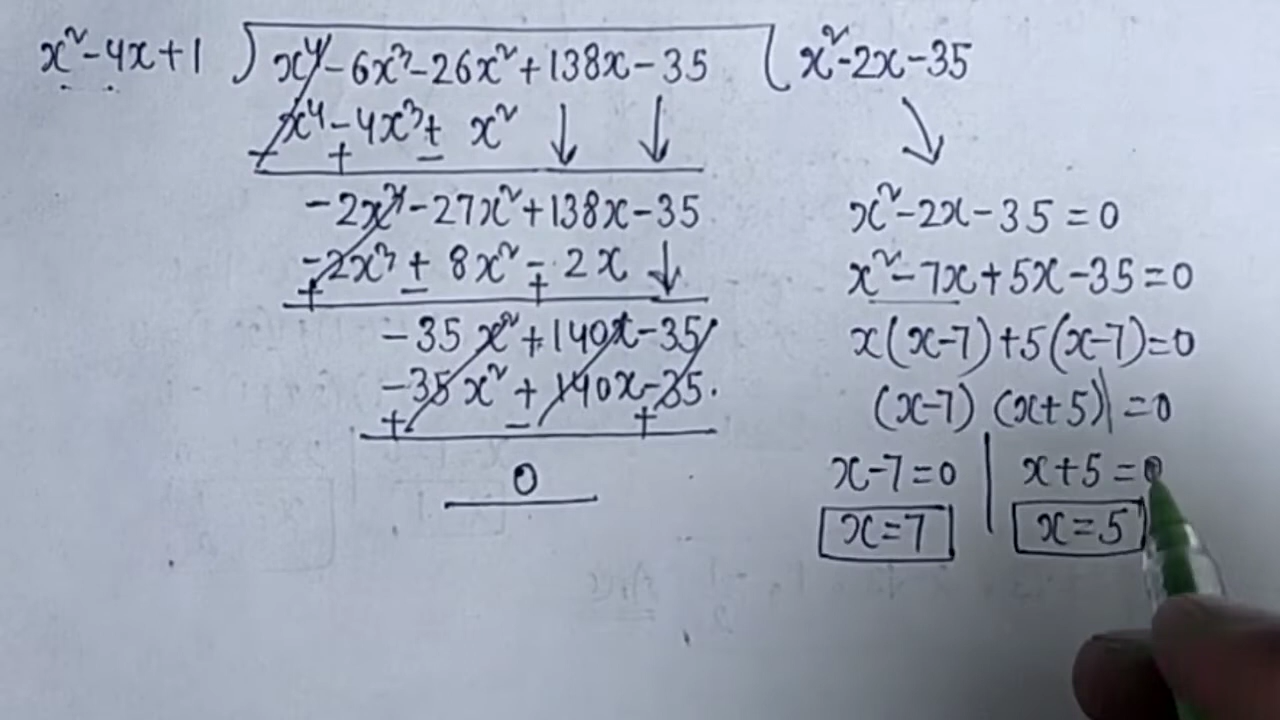 x²-4x+1 ) x⁴-6x³-26x²+138x-35 ( x²-2x-35
x⁴-4x³+x²
- + -
-2x³-27x²+138x-35
-2x³+8x²-2x
+ - +
-35x²+140x-35
-35x²+140x-35
+ - +
0
x²-2x-35=0
x²-7x+5x-35=0
x(x-7)+5(x-7)=0
(x-7) (x+5)=0
x-7=0 | x+5=0
x=7 | x=5